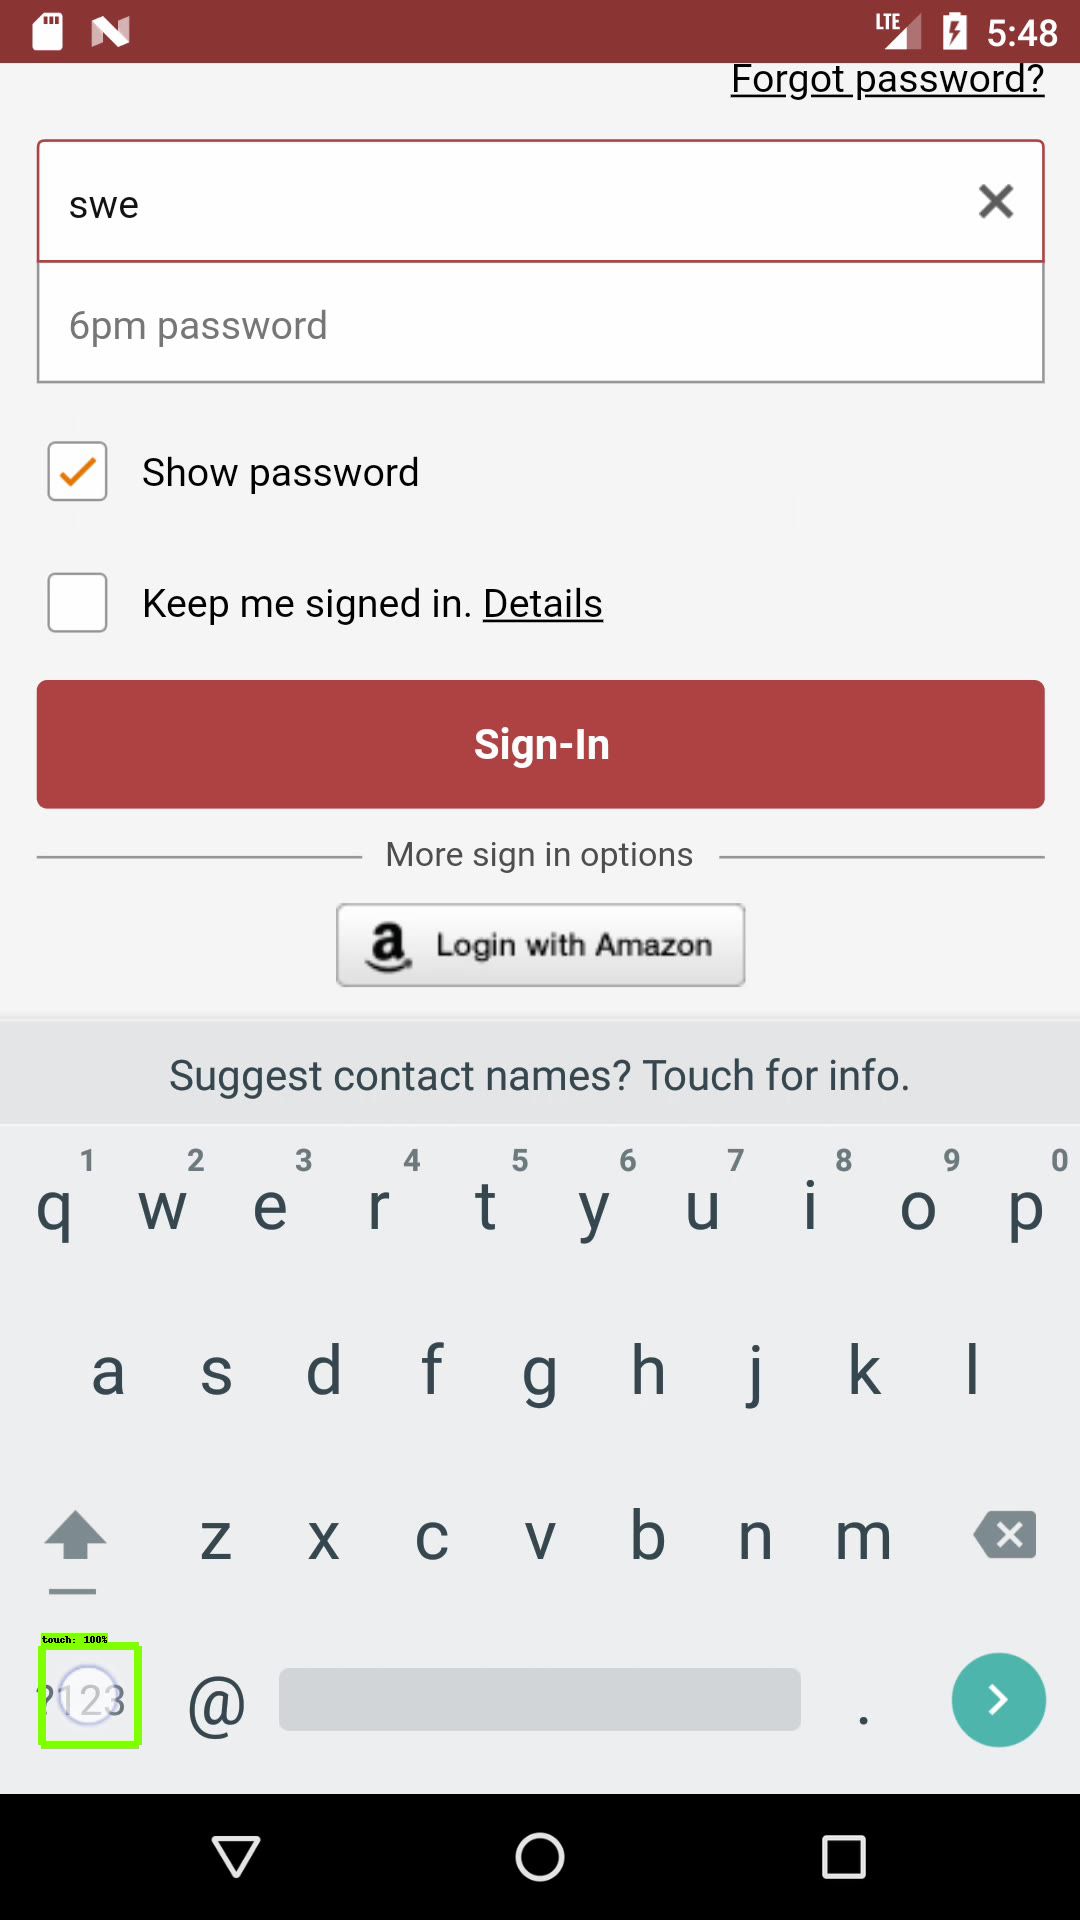 LTE 5:48
Forgot password?
swe
6pm password
Show password
Keep me signed in. Details
Sign-In
More sign in options
a Login with Amazon
Suggest contact names? Touch for info.
1 2 3 4 5 6 7 8 9 0
q w e r t y u i o p
a s d f g h j k l
z x c v b n m
touch: 100%
?123 @ .